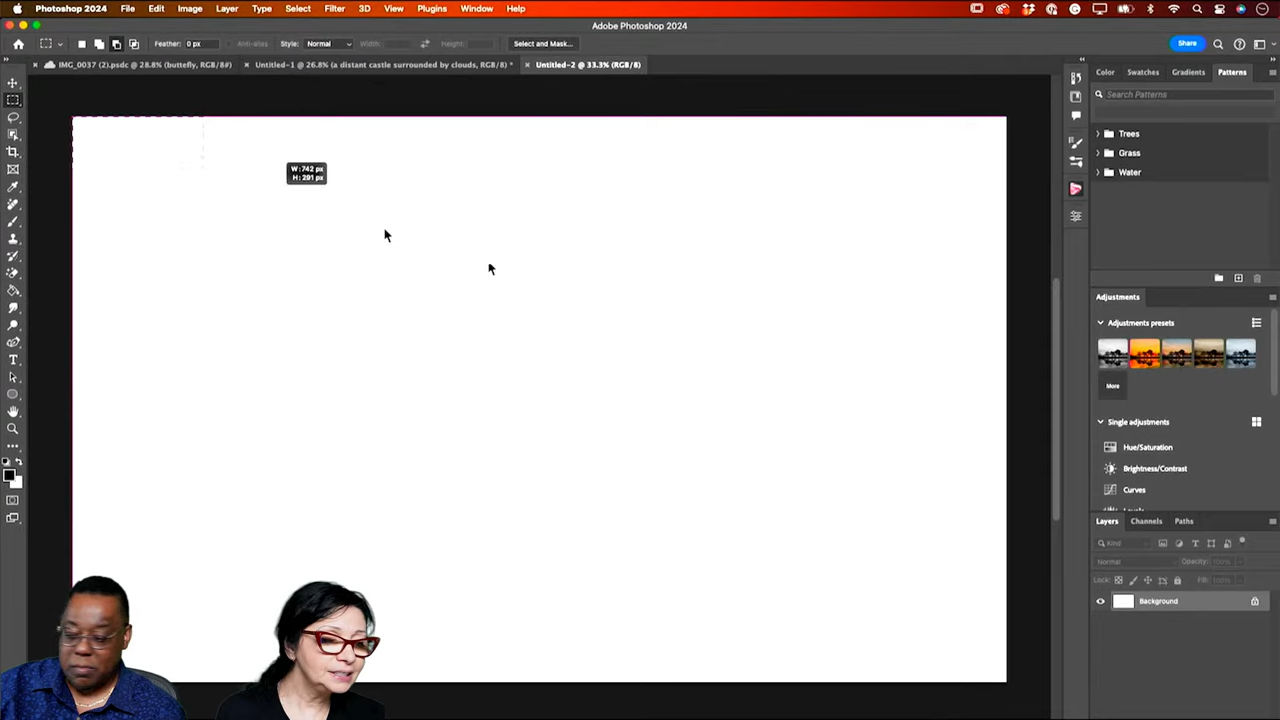 Photoshop 2024 File Edit Image Layer Type Select Filter 3D View Plugins Window Help
Adobe Photoshop 2024
Feather: 0 px Anti-alias Style: Normal Width: Height: Select and Mask... Share
IMG_0037 (2).psdc @ 28.8% (buttefly, RGB/8#) Untitled-1 @ 26.8% (a distant castle surrounded by clouds, RGB/8) * Untitled-2 @ 33.3% (RGB/8)
Color Swatches Gradients Patterns
Search Patterns
Trees
Grass
Water
W: 742 px
H: 291 px
Adjustments
Adjustments presets
More
Single adjustments
Hue/Saturation
Brightness/Contrast
Curves
Layers Channels Paths
Kind
Normal Opacity: 100%
Lock: Fill: 100%
Background